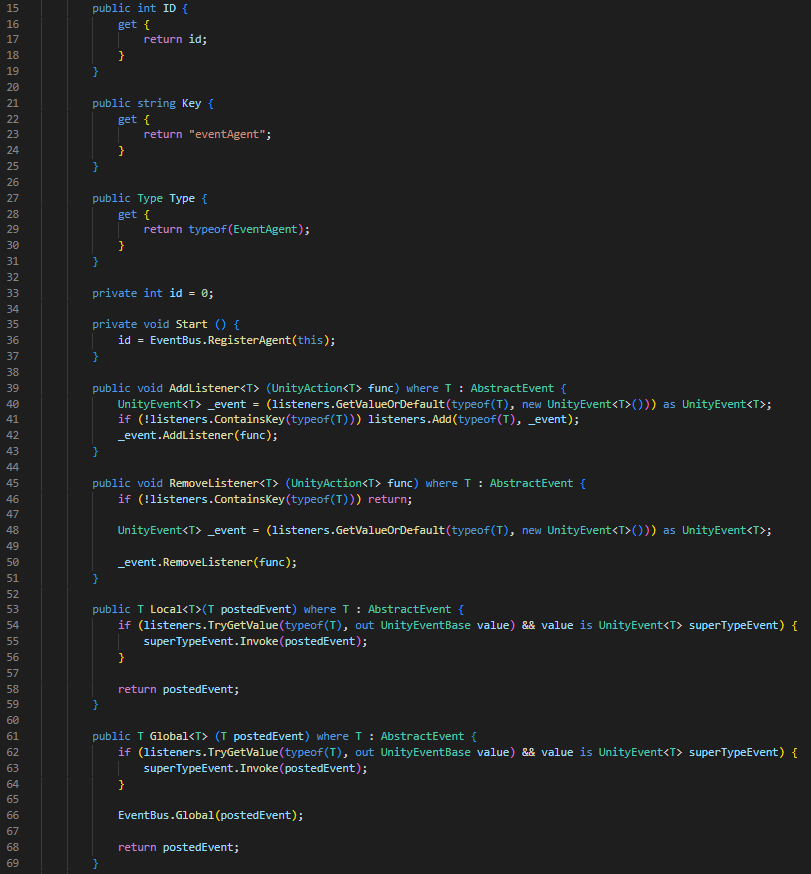 15 public int ID {
16 get {
17 return id;
18 }
19 }
20
21 public string Key {
22 get {
23 return "eventAgent";
24 }
25 }
26
27 public Type Type {
28 get {
29 return typeof(EventAgent);
30 }
31 }
32
33 private int id = 0;
34
35 private void Start () {
36 id = EventBus.RegisterAgent(this);
37 }
38
39 public void AddListener<T> (UnityAction<T> func) where T : AbstractEvent {
40 UnityEvent<T> _event = (listeners.GetValueOrDefault(typeof(T), new UnityEvent<T>())) as UnityEvent<T>;
41 if (!listeners.ContainsKey(typeof(T))) listeners.Add(typeof(T), _event);
42 _event.AddListener(func);
43 }
44
45 public void RemoveListener<T> (UnityAction<T> func) where T : AbstractEvent {
46 if (!listeners.ContainsKey(typeof(T))) return;
47
48 UnityEvent<T> _event = (listeners.GetValueOrDefault(typeof(T), new UnityEvent<T>())) as UnityEvent<T>;
49
50 _event.RemoveListener(func);
51 }
52
53 public T Local<T>(T postedEvent) where T : AbstractEvent {
54 if (listeners.TryGetValue(typeof(T), out UnityEventBase value) && value is UnityEvent<T> superTypeEvent) {
55 superTypeEvent.Invoke(postedEvent);
56 }
57
58 return postedEvent;
59 }
60
61 public T Global<T> (T postedEvent) where T : AbstractEvent {
62 if (listeners.TryGetValue(typeof(T), out UnityEventBase value) && value is UnityEvent<T> superTypeEvent) {
63 superTypeEvent.Invoke(postedEvent);
64 }
65
66 EventBus.Global(postedEvent);
67
68 return postedEvent;
69 }